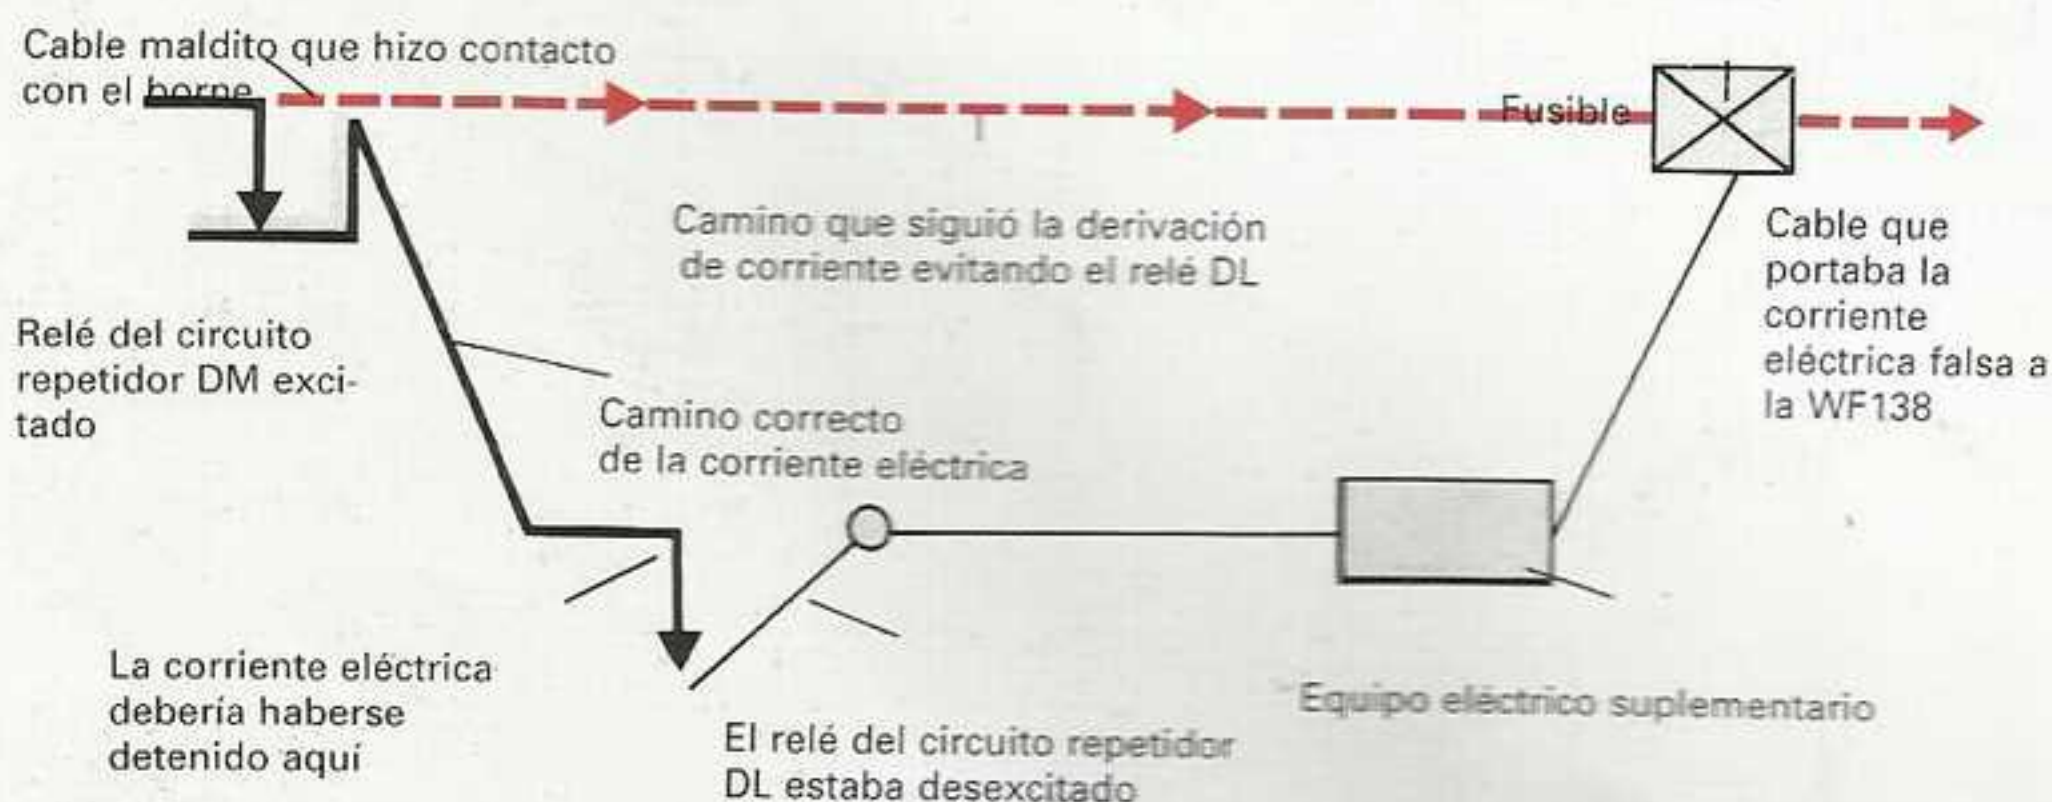 Cable maldito que hizo contacto
con el borne
Fusible
Camino que siguió la derivación
de corriente evitando el relé DL
Cable que
portaba la
corriente
eléctrica falsa a
la WF138
Relé del circuito
repetidor DM exci-
tado
Camino correcto
de la corriente eléctrica
La corriente eléctrica
debería haberse
detenido aquí
El relé del circuito repetidor
DL estaba desexcitado
Equipo eléctrico suplementario